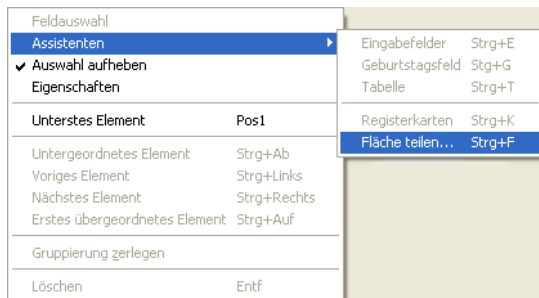 Feldauswahl
Assistenten
Auswahl aufheben
Eigenschaften
Unterstes Element Pos1
Untergeordnetes Element Strg+Ab
Voriges Element Strg+Links
Nächstes Element Strg+Rechts
Erstes übergeordnetes Element Strg+Auf
Gruppierung zerlegen
Löschen Entf
Eingabefelder Strg+E
Geburtstagsfeld Stg+G
Tabelle Strg+T
Registerkarten Strg+K
Fläche teilen... Strg+F